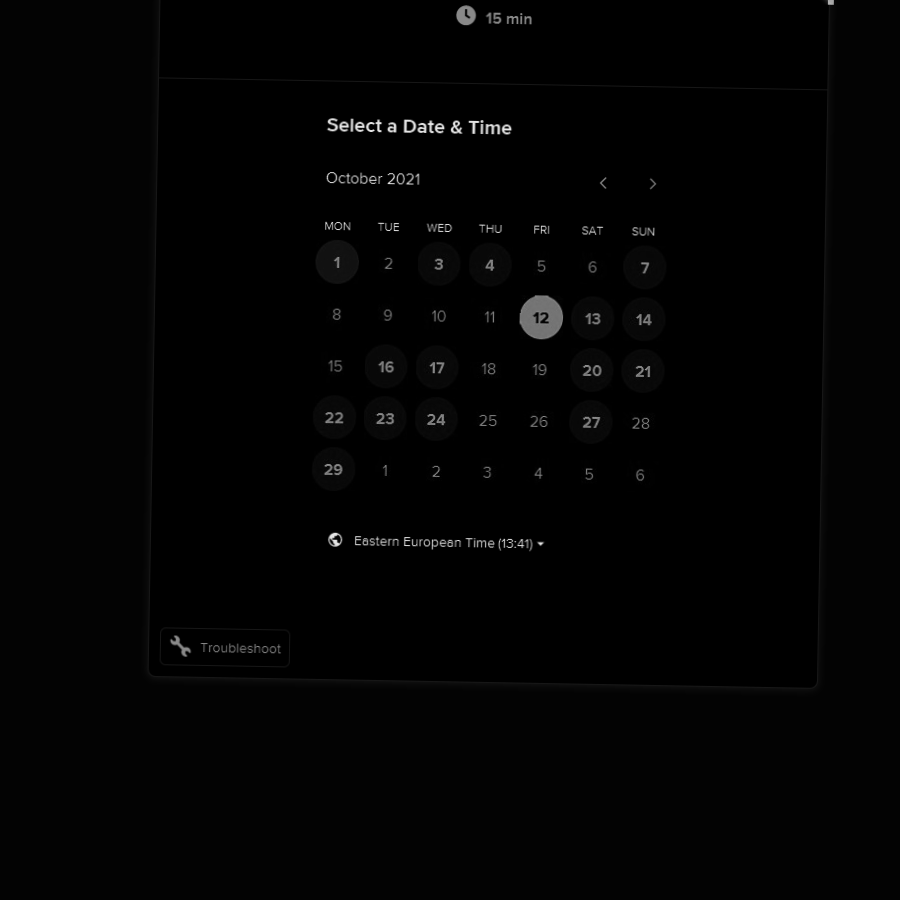 15 min
Select a Date & Time
October 2021
MON TUE WED THU FRI SAT SUN
1 2 3 4 5 6 7
8 9 10 11 12 13 14
15 16 17 18 19 20 21
22 23 24 25 26 27 28
29 1 2 3 4 5 6
Eastern European Time (13:41)
Troubleshoot